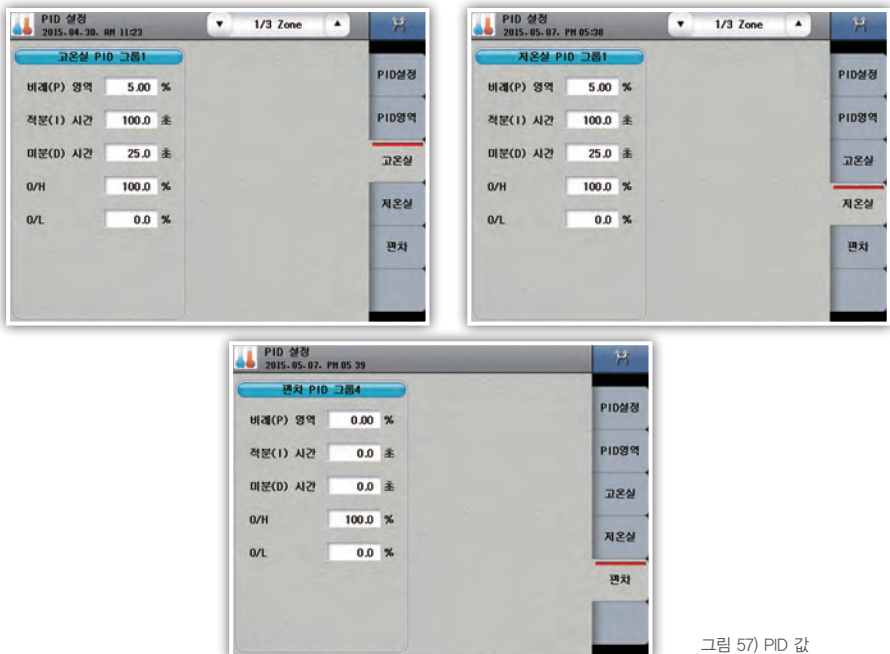 PID 설정
2015.04.30. AM 11:23
▼ 1/3 Zone ▲
고온실 PID 그룹1
비례(P) 영역 5.00 %
적분(I) 시간 100.0 초
미분(D) 시간 25.0 초
O/H 100.0 %
O/L 0.0 %
PID설정
PID영역
고온실
저온실
편차
PID 설정
2015.05.07. PM 05:38
▼ 1/3 Zone ▲
저온실 PID 그룹1
비례(P) 영역 5.00 %
적분(I) 시간 100.0 초
미분(D) 시간 25.0 초
O/H 100.0 %
O/L 0.0 %
PID설정
PID영역
고온실
저온실
편차
PID 설정
2015.05.07. PM 05 39
편차 PID 그룹4
비례(P) 영역 0.00 %
적분(I) 시간 0.0 초
미분(D) 시간 0.0 초
O/H 100.0 %
O/L 0.0 %
PID설정
PID영역
고온실
저온실
편차
그림 57) PID 값